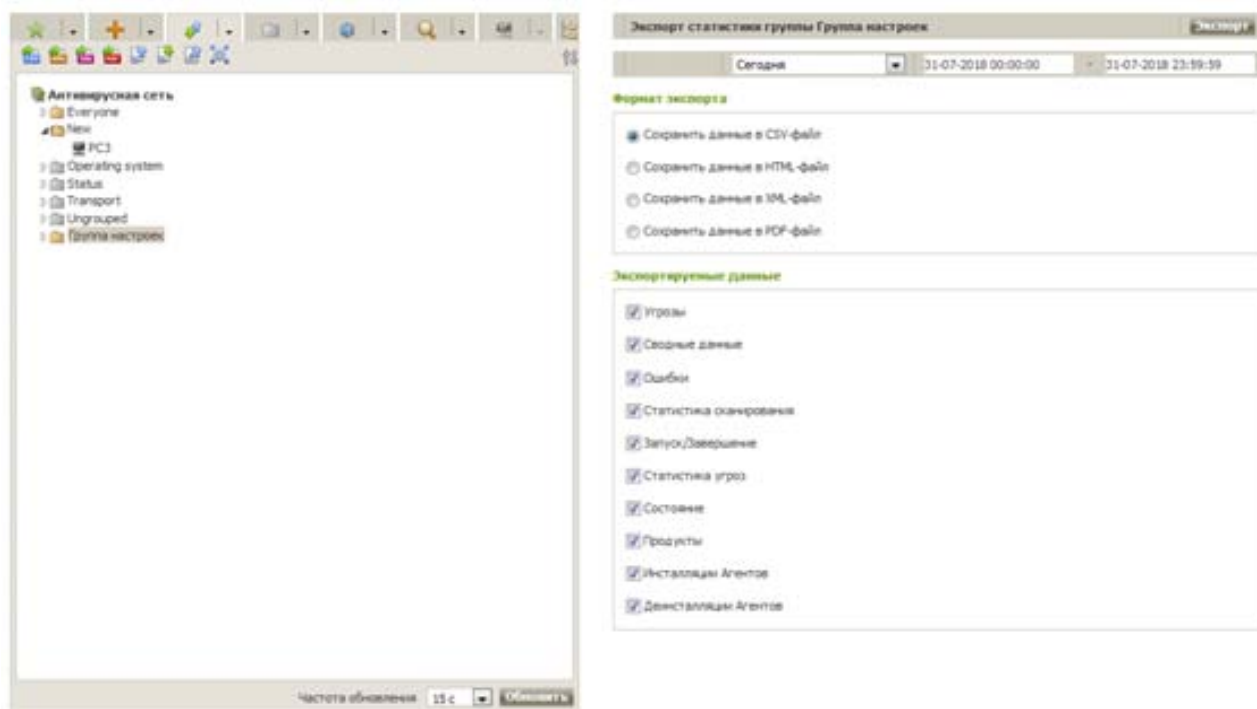 Антивирусная сеть
Everyone
New
PC3
Operating system
Status
Transport
Ungrouped
Группа настроек
Частота обновления 15 с Обновить
Экспорт статистики группы Группа настроек Экспорт
Сегодня 31-07-2018 00:00:00 - 31-07-2018 23:59:59
Формат экспорта
Сохранить данные в CSV-файл
Сохранить данные в HTML-файл
Сохранить данные в XML-файл
Сохранить данные в PDF-файл
Экспортируемые данные
Угрозы
Сводные данные
Ошибки
Статистика сканирования
Запуск/Завершение
Статистика угроз
Состояние
Продукты
Инсталляции Агентов
Деинсталляции Агентов